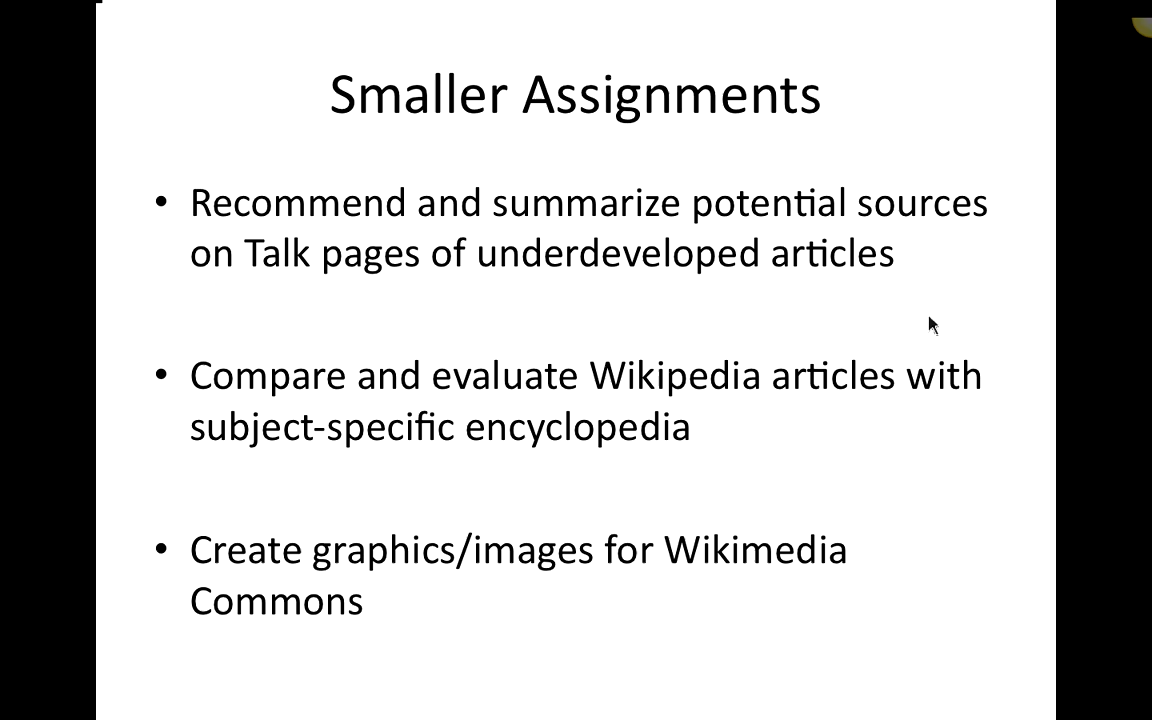 Smaller Assignments
• Recommend and summarize potential sources
on Talk pages of underdeveloped articles
• Compare and evaluate Wikipedia articles with
subject-specific encyclopedia
• Create graphics/images for Wikimedia
Commons